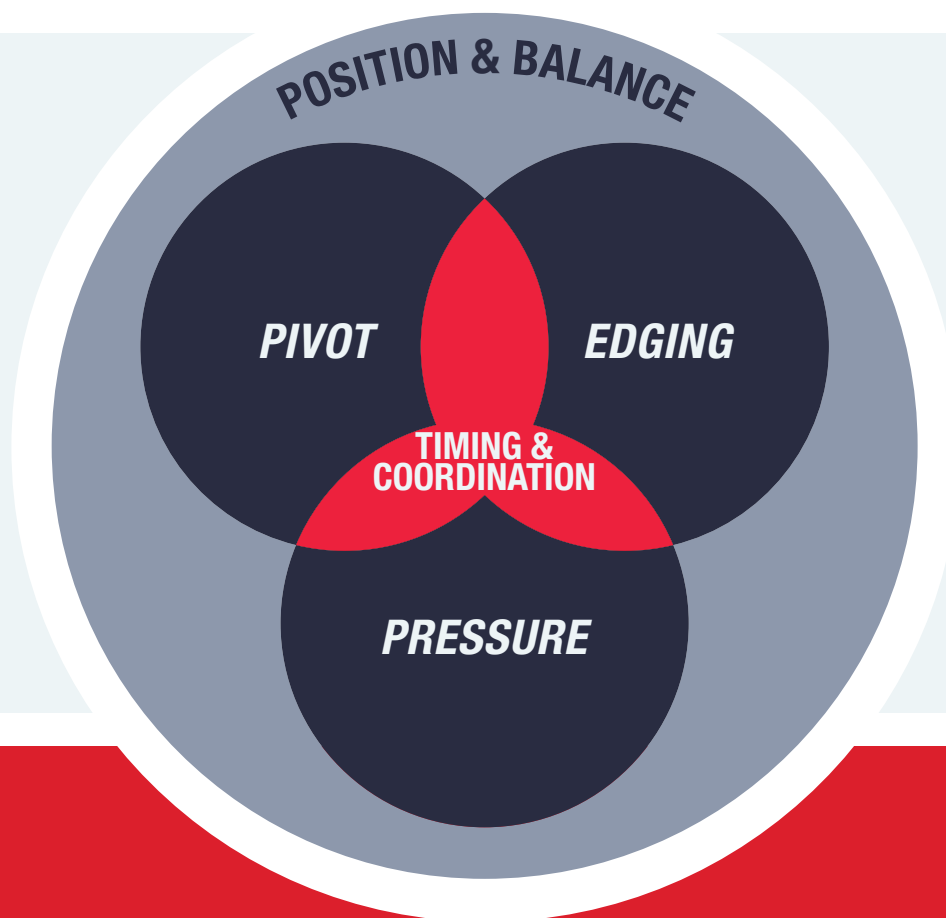 POSITION & BALANCE
PIVOT
EDGING
TIMING &
COORDINATION
PRESSURE